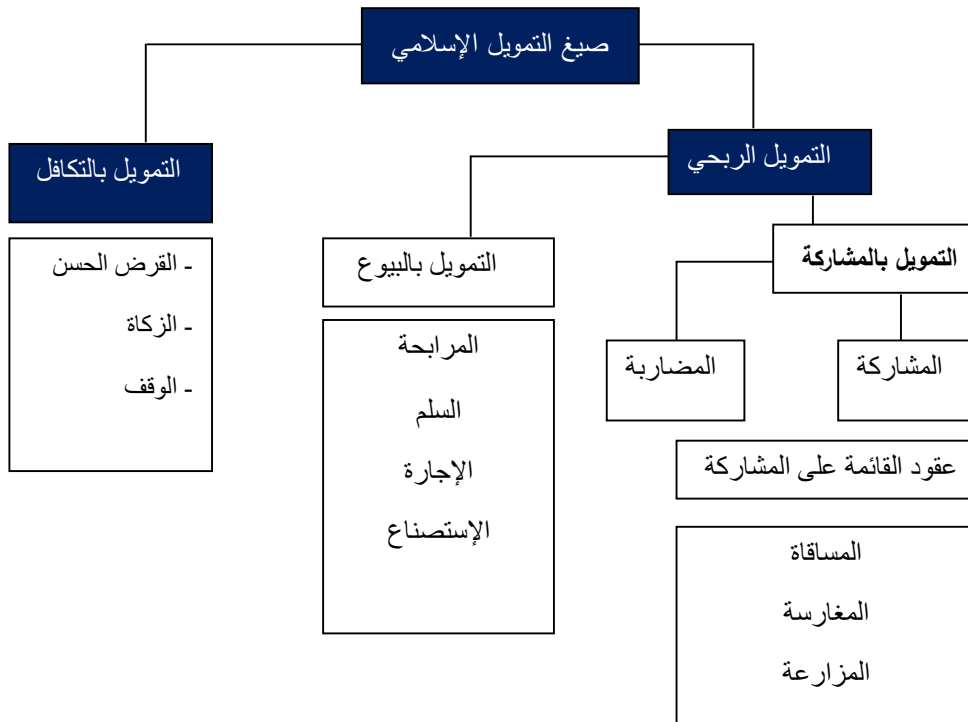 صيغ التمويل الإسلامي
التمويل الربحي
التمويل بالتكافل
التمويل بالمشاركة
المشاركة
المضاربة
عقود القائمة على المشاركة
المساقاة
المغارسة
المزارعة
التمويل بالبيوع
المرابحة
السلم
الإجارة
الإستصناع
- القرض الحسن
- الزكاة
- الوقف